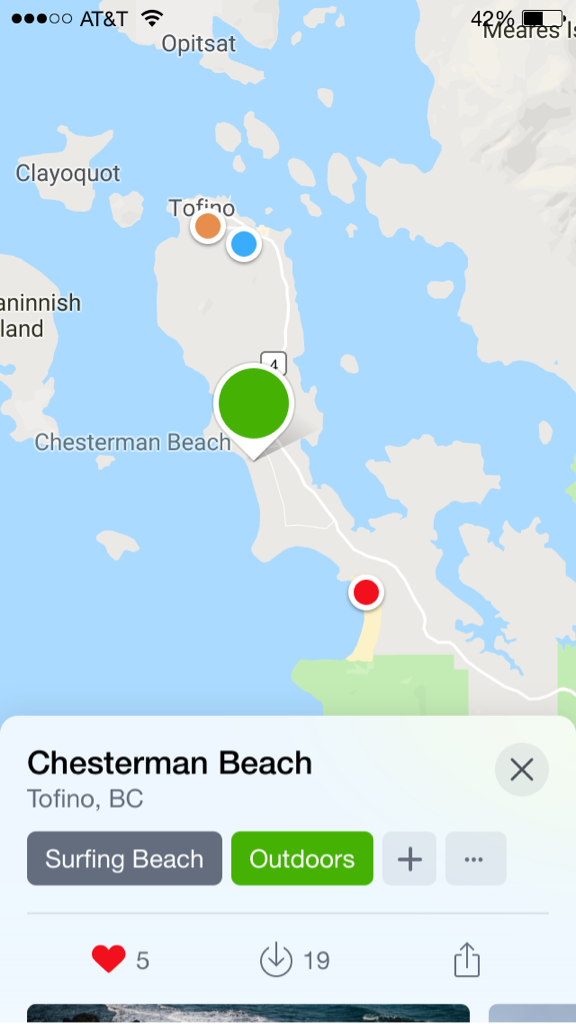 AT&T 42%
Meares Is
Opitsat
Clayoquot
Tofino
aninnish
land
4
Chesterman Beach
Chesterman Beach
Tofino, BC
Surfing Beach Outdoors + ...
5 19